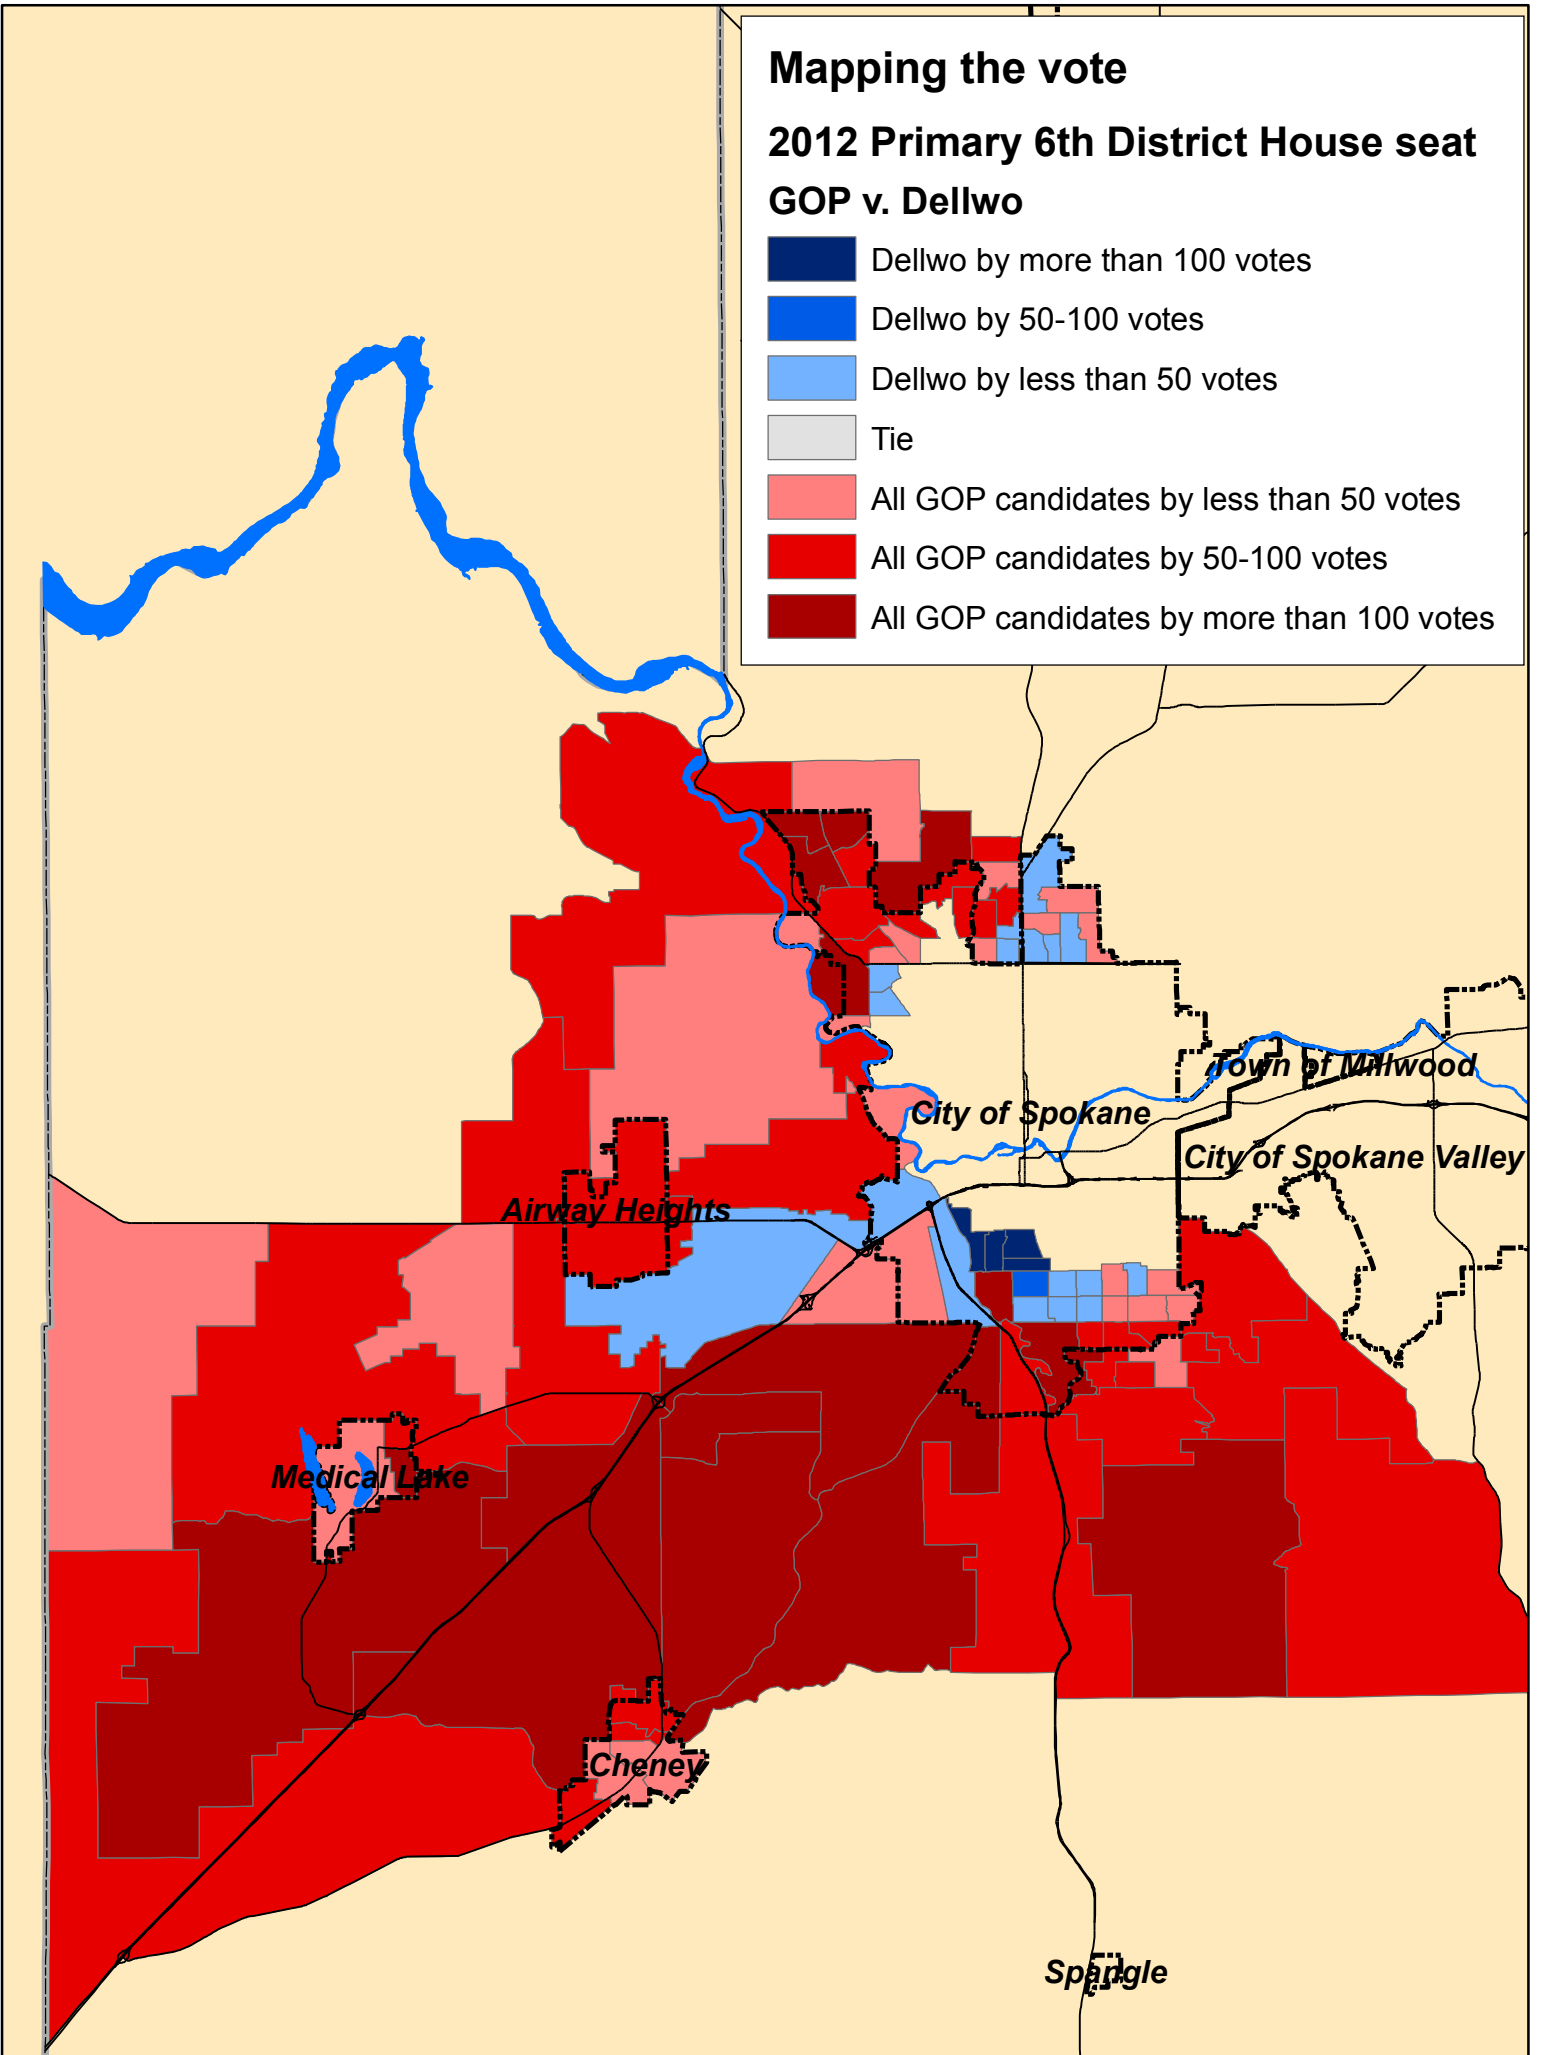 Mapping the vote
2012 Primary 6th District House seat
GOP v. Dellwo
Dellwo by more than 100 votes
Dellwo by 50-100 votes
Dellwo by less than 50 votes
Tie
All GOP candidates by less than 50 votes
All GOP candidates by 50-100 votes
All GOP candidates by more than 100 votes
Town of Millwood
City of Spokane
City of Spokane Valley
Airway Heights
Medical Lake
Cheney
Spangle